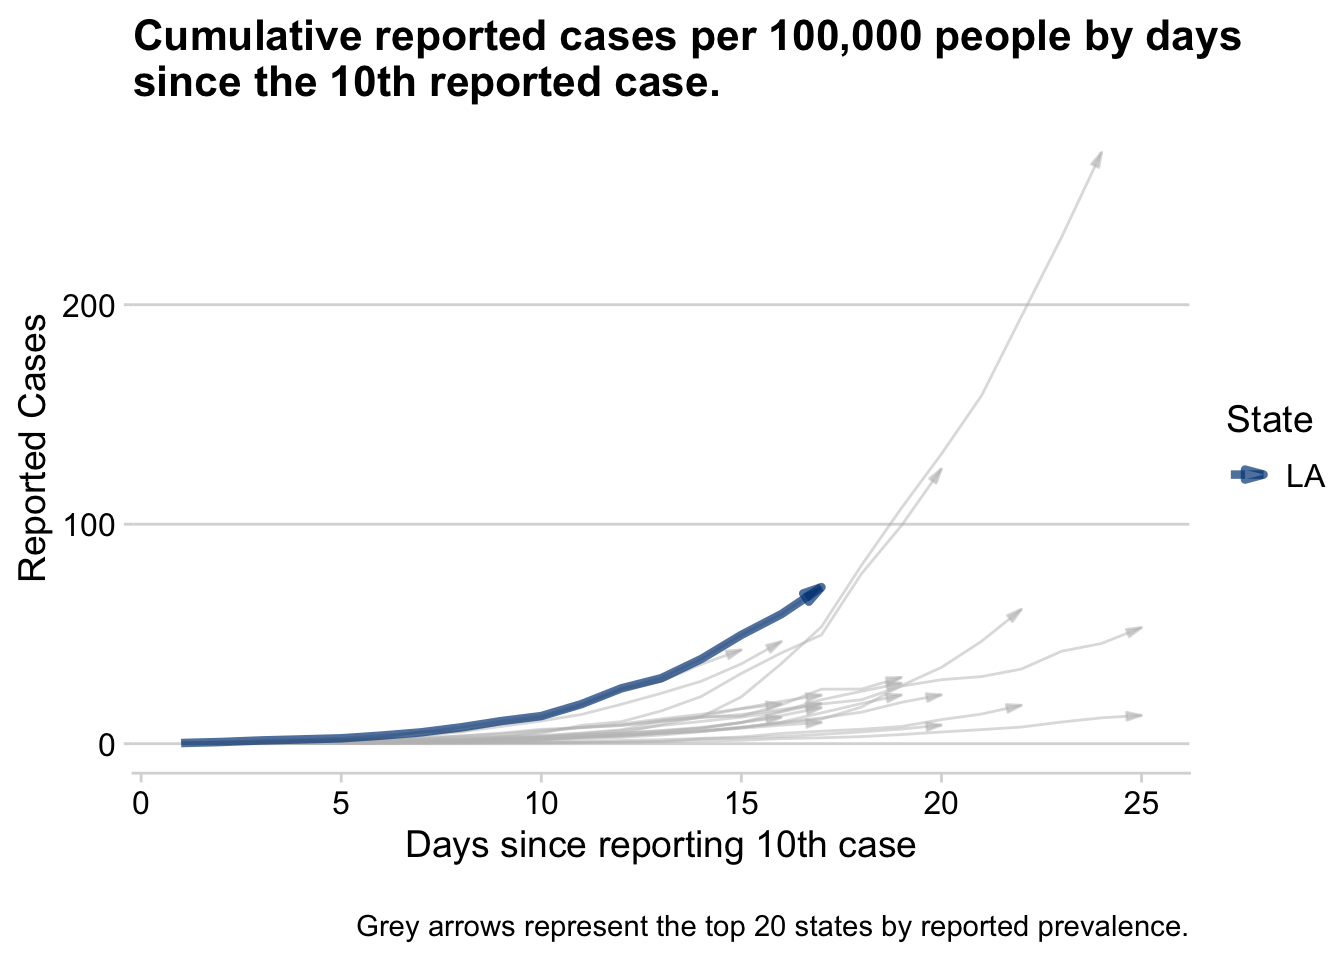 Cumulative reported cases per 100,000 people by days
since the 10th reported case.
200
100
0
Reported Cases
0 5 10 15 20 25
Days since reporting 10th case
State
LA
Grey arrows represent the top 20 states by reported prevalence.